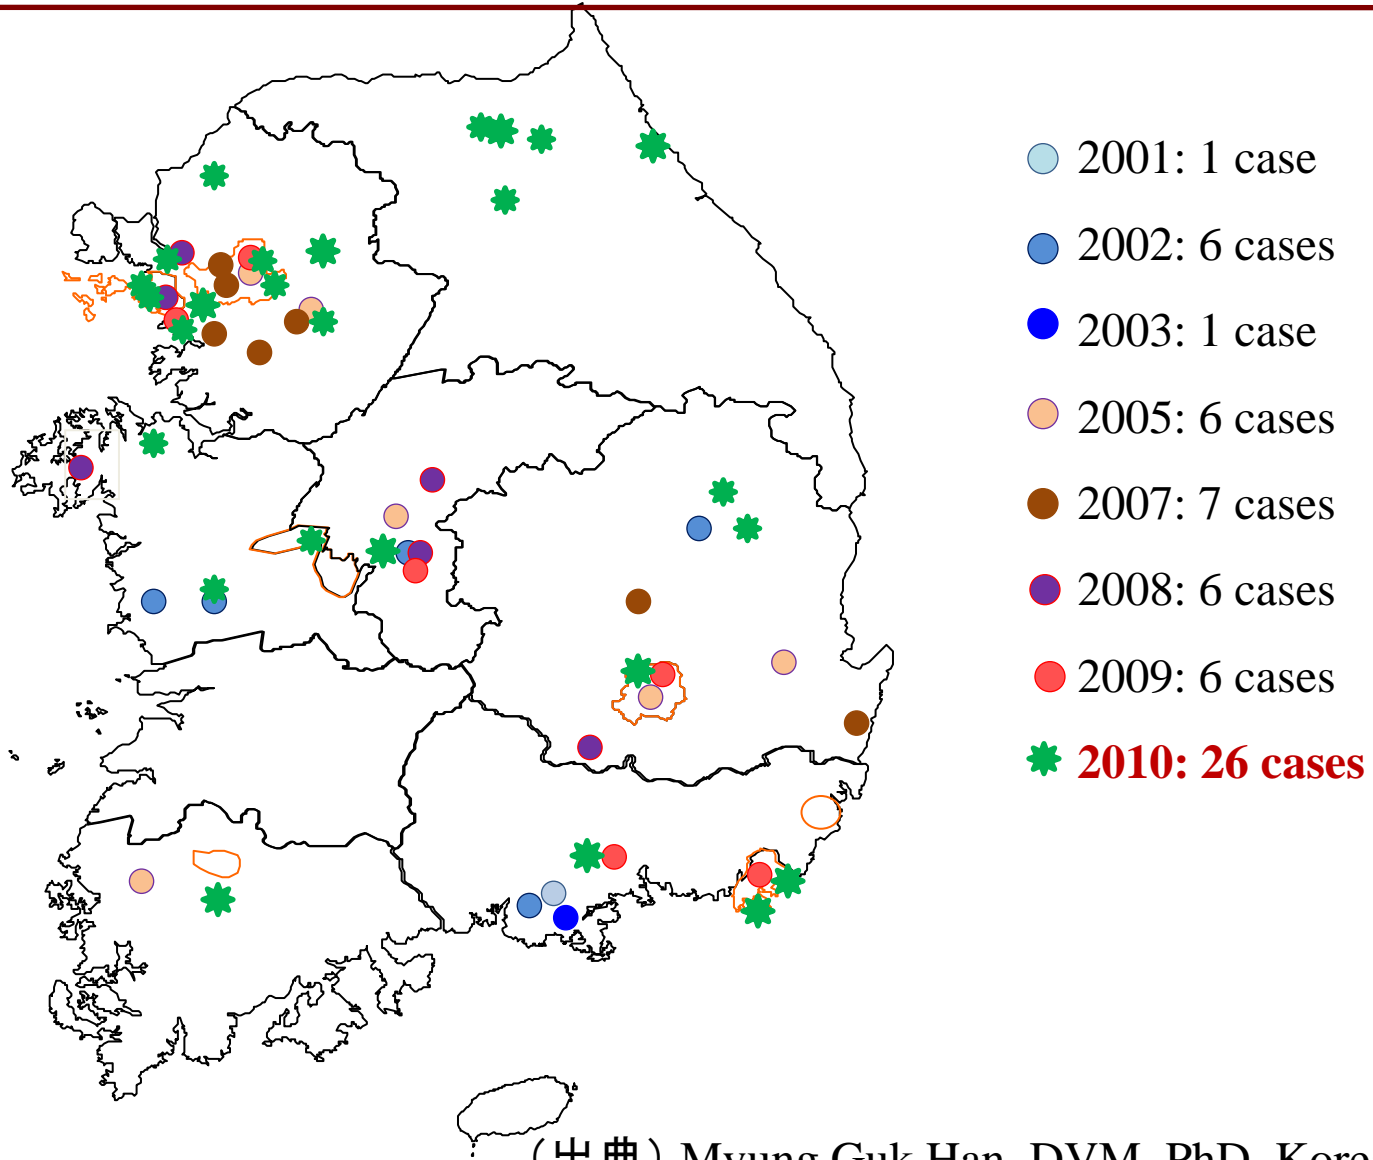 2001: 1 case
2002: 6 cases
2003: 1 case
2005: 6 cases
2007: 7 cases
2008: 6 cases
2009: 6 cases
2010: 26 cases
（出典）Myung Guk Han, DVM, PhD, Kore